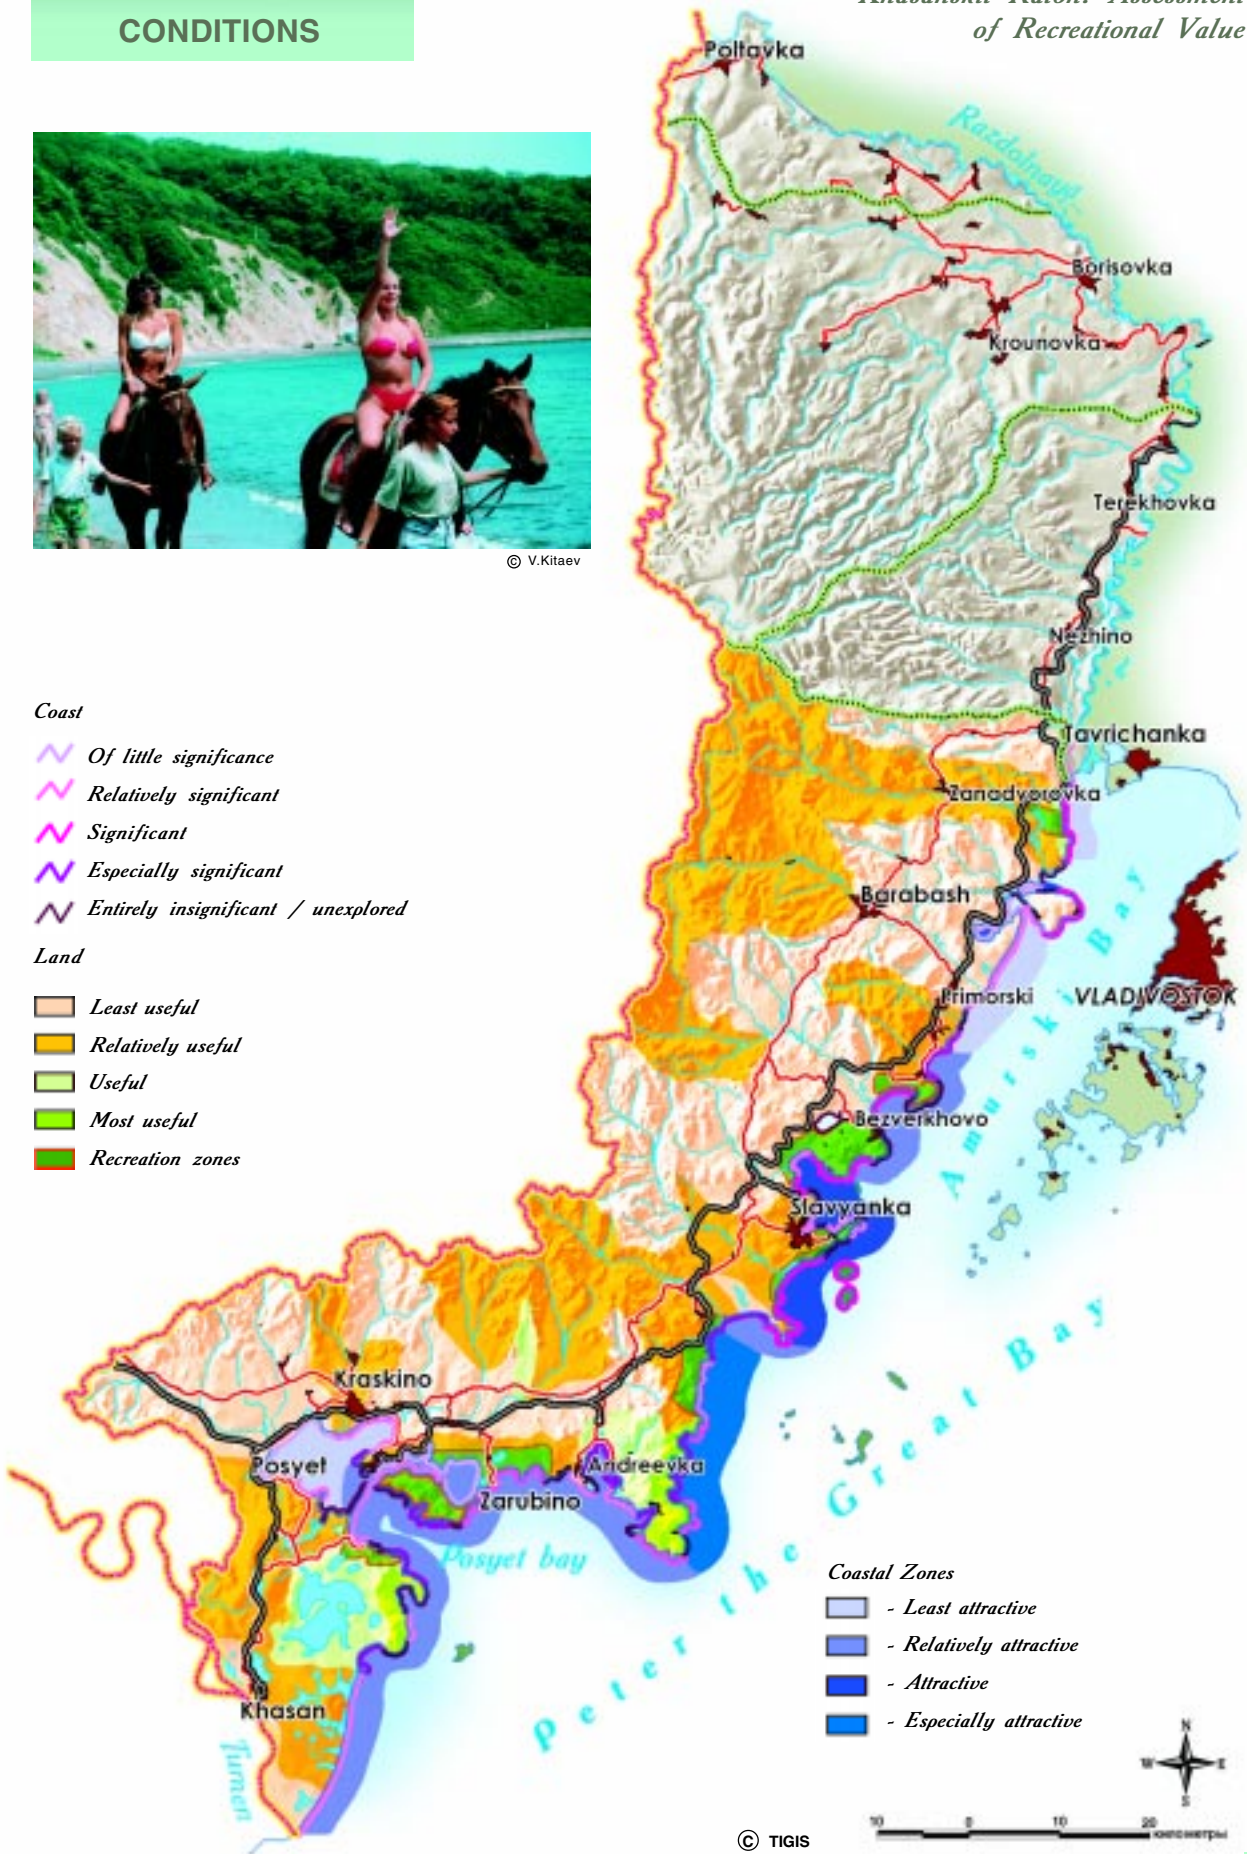 CONDITIONS
of Recreational Value
© V.Kitaev
Coast
Of little significance
Relatively significant
Significant
Especially significant
Entirely insignificant / unexplored
Land
Least useful
Relatively useful
Useful
Most useful
Recreation zones
Poltavka
Razdolnaya
Borisovka
Krounovka
Terekhovka
Nezhino
Tavrichanka
Zanadvorovka
Barabash
Primorski
VLADIVOSTOK
Amurski Bay
Bezverkhovo
Slavyanka
Kraskino
Posyet
Andreevka
Zarubino
Posyet bay
Peter the Great Bay
Khasan
Tumen
Coastal Zones
- Least attractive
- Relatively attractive
- Attractive
- Especially attractive
N
W E
S
10 0 10 20
километры
© TIGIS